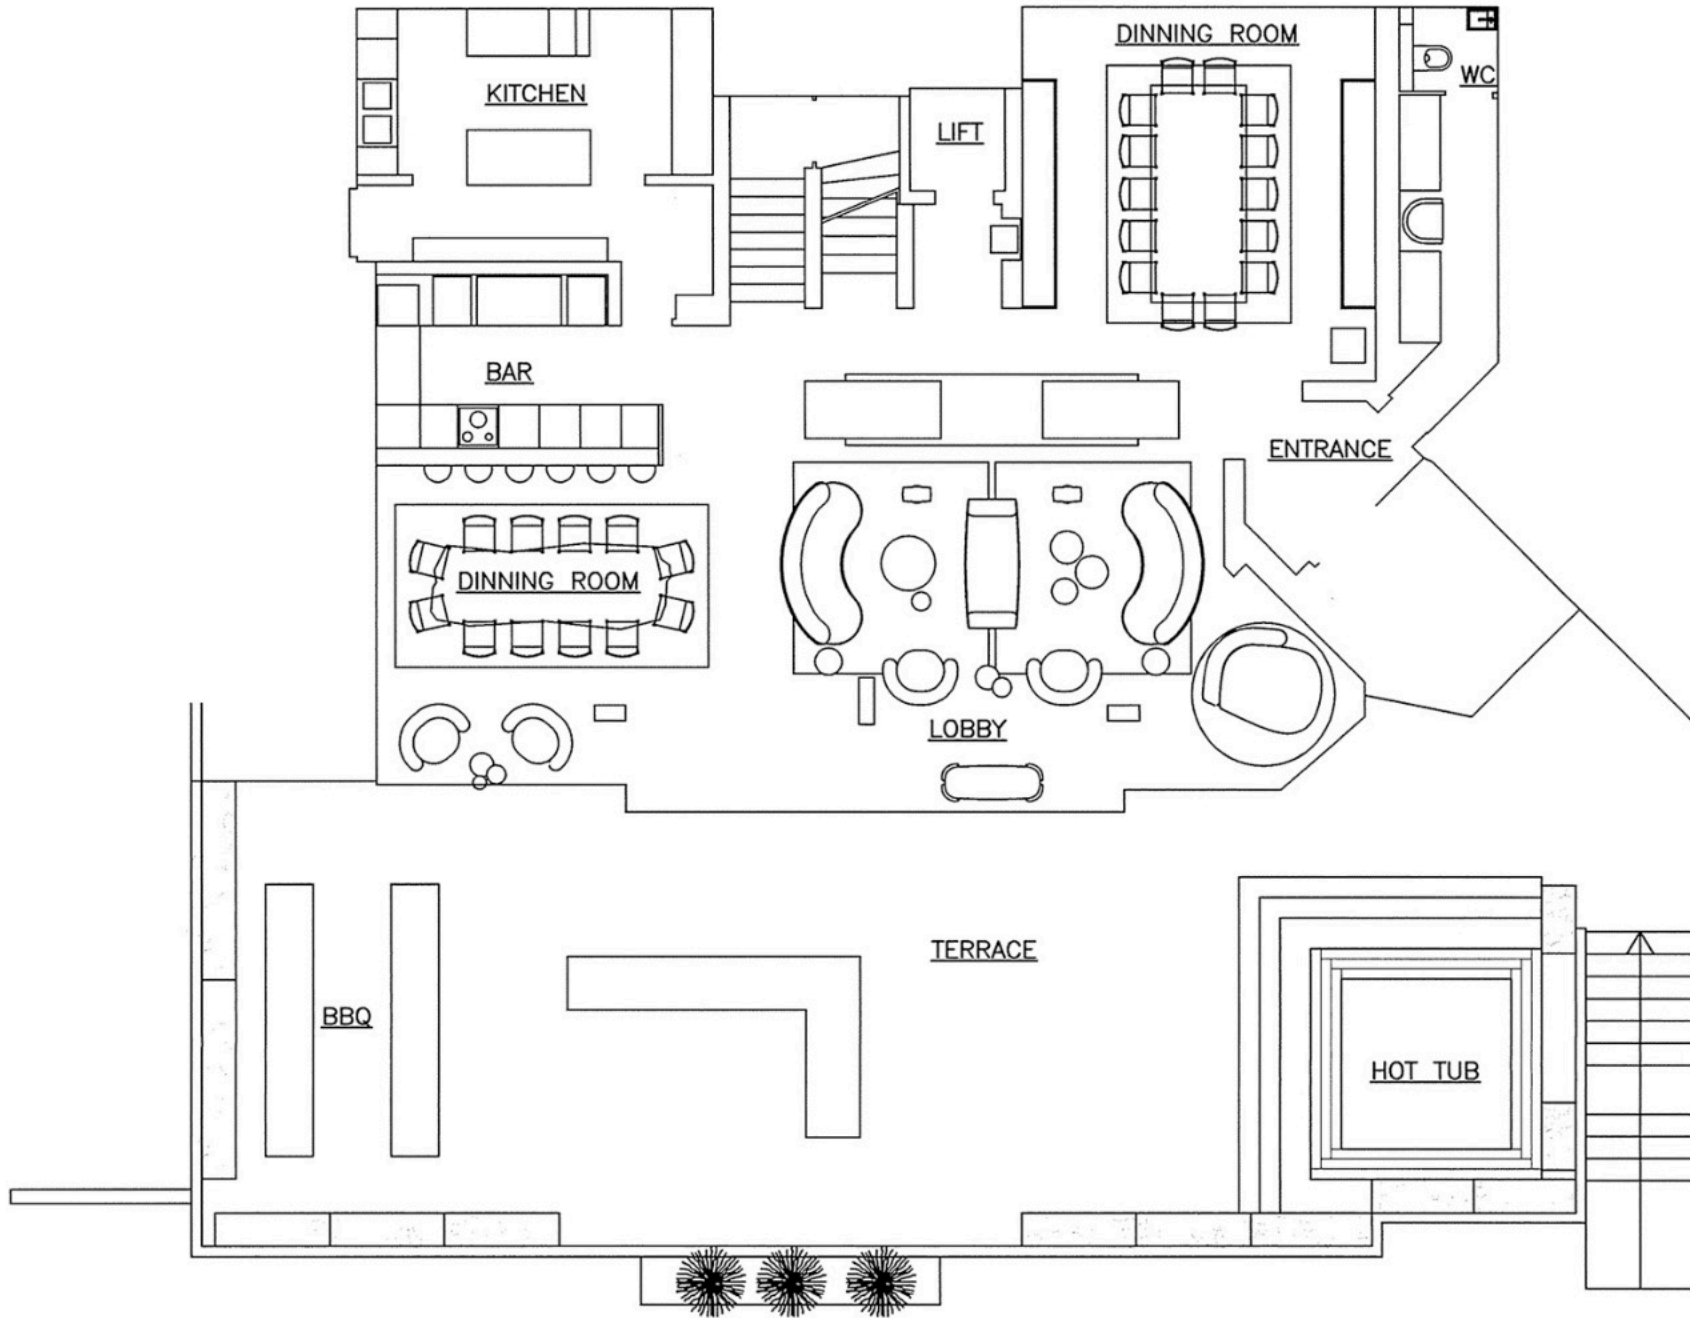 DINNING ROOM
KITCHEN
WC
LIFT
BAR
ENTRANCE
DINNING ROOM
LOBBY
TERRACE
BBQ
HOT TUB